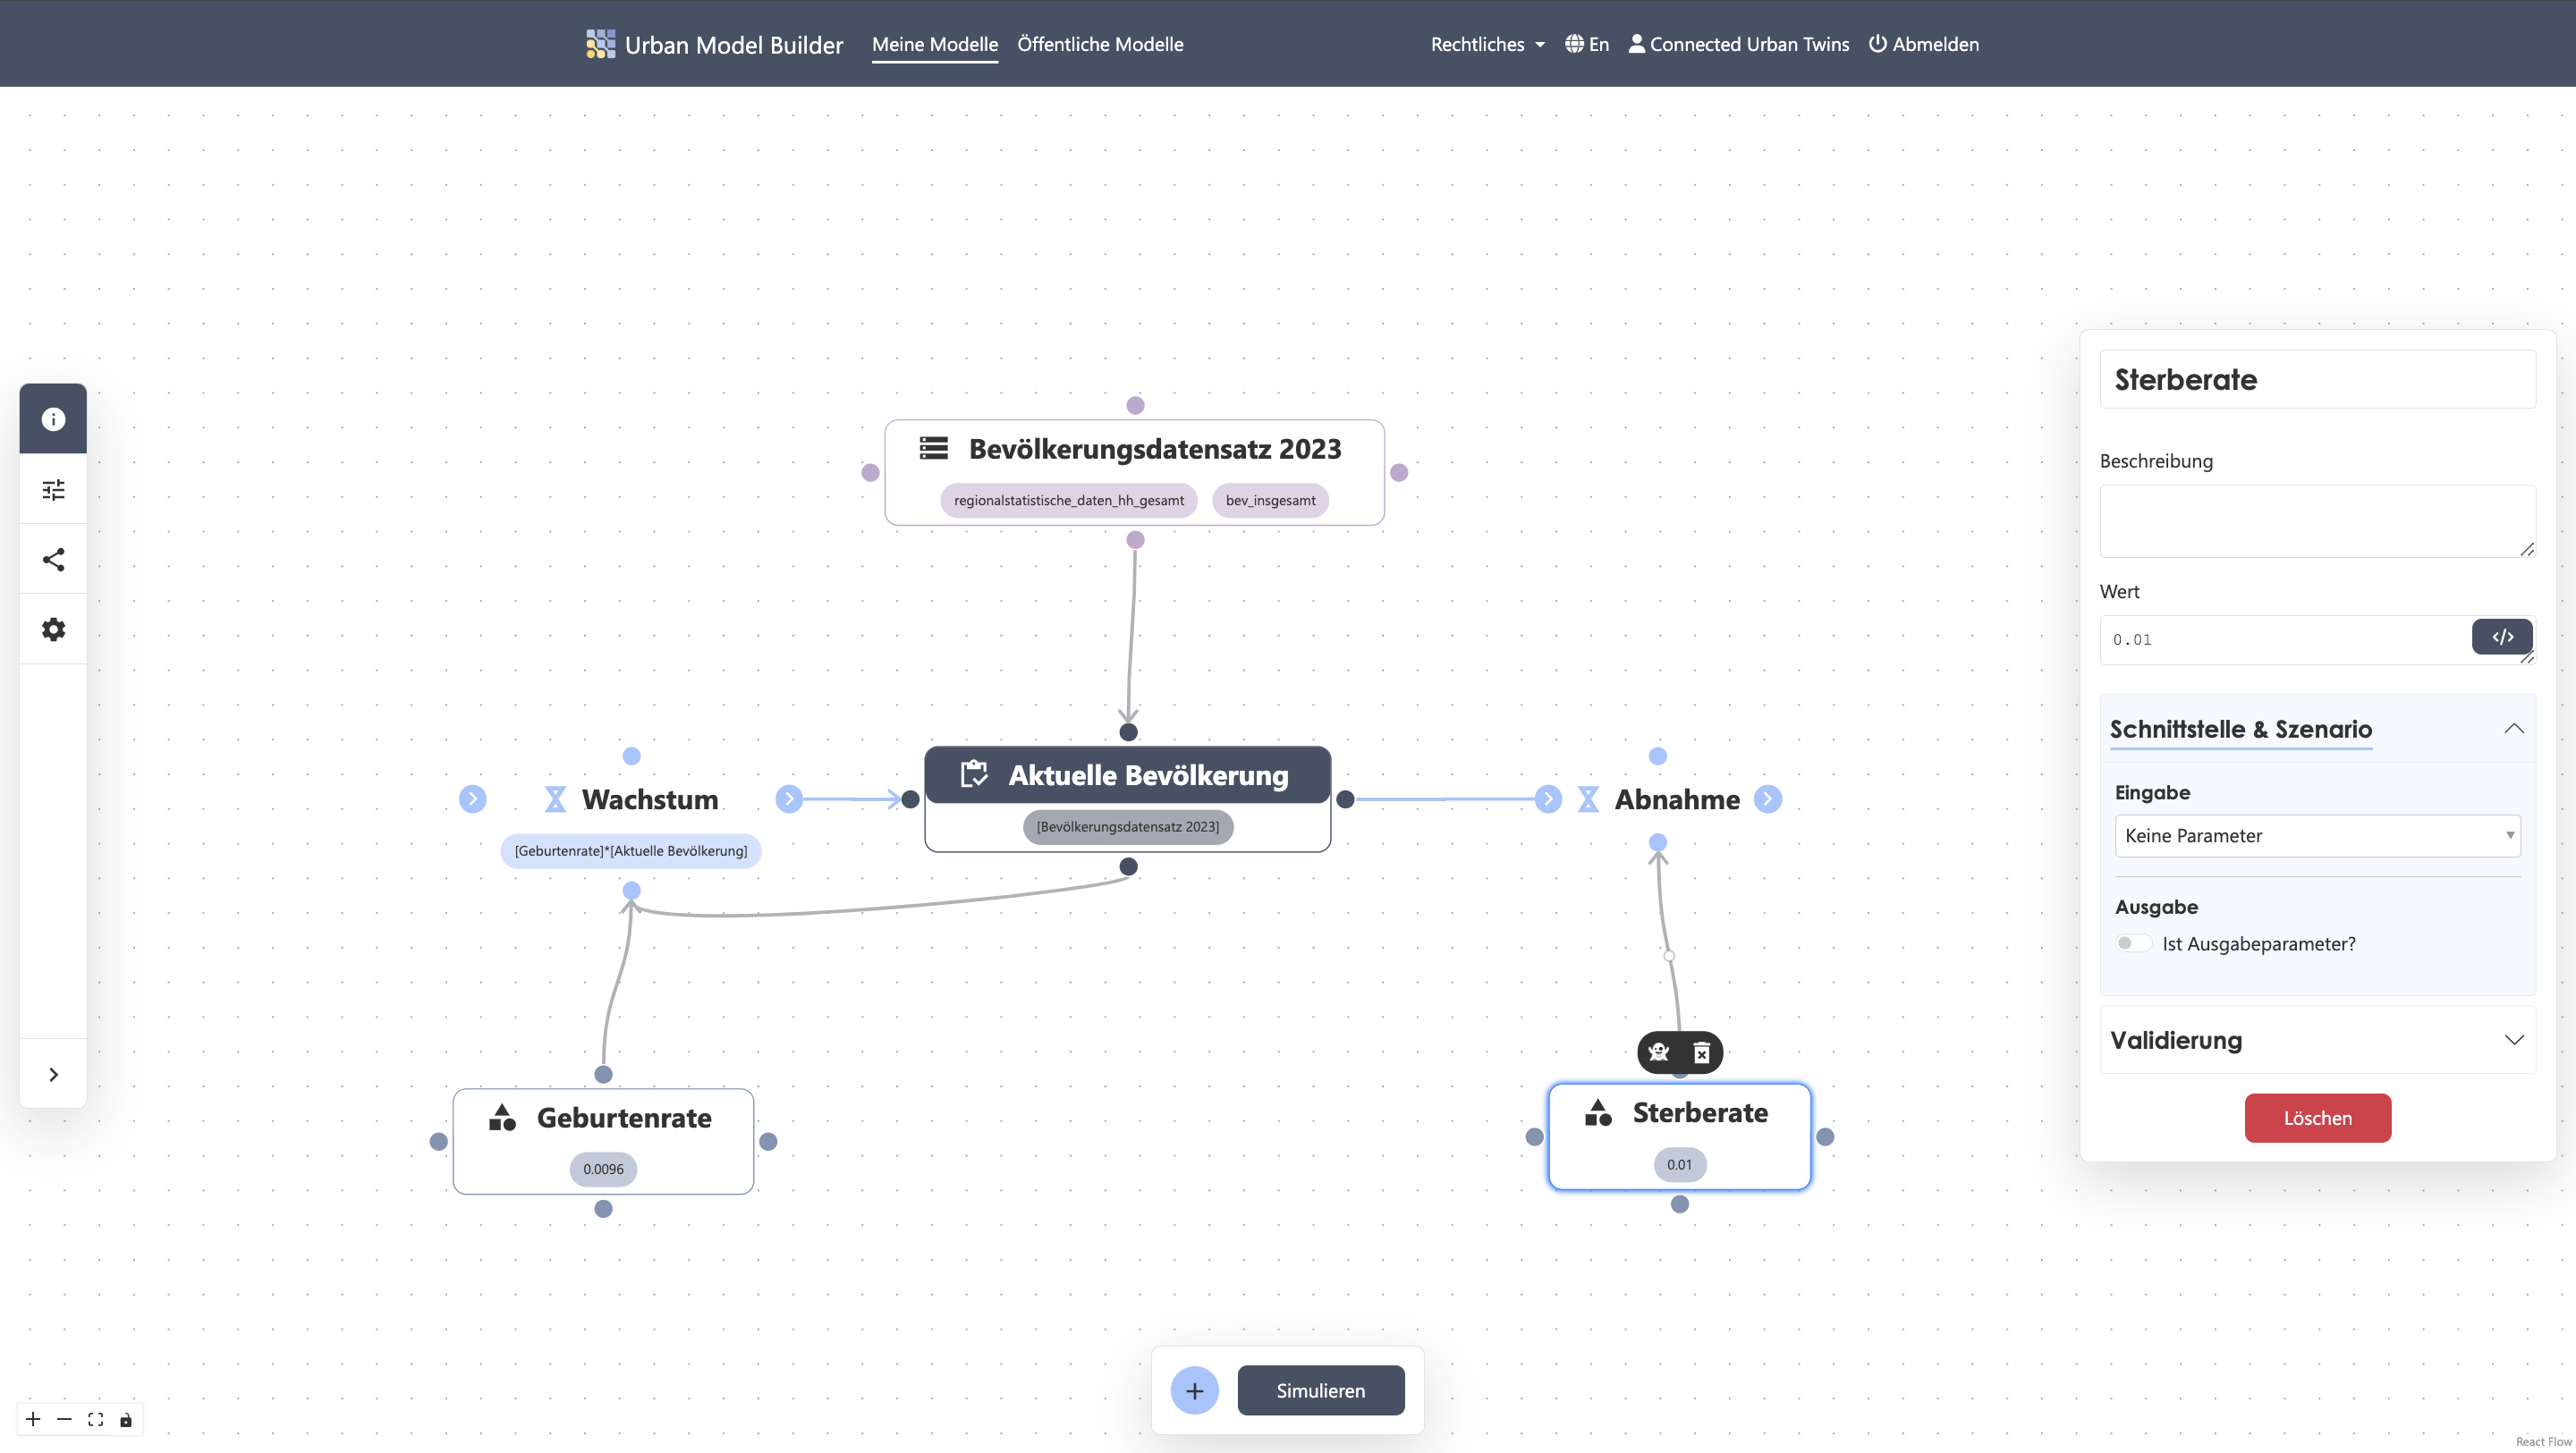 Urban Model Builder Meine Modelle Öffentliche Modelle Rechtliches En Connected Urban Twins Abmelden
Bevölkerungsdatensatz 2023
regionalstatistische_daten_hh_gesamt bev_insgesamt
Wachstum
[Geburtenrate]*[Aktuelle Bevölkerung]
Aktuelle Bevölkerung
[Bevölkerungsdatensatz 2023]
Abnahme
Geburtenrate
0.0096
Sterberate
0.01
Sterberate
Beschreibung
Wert
0.01
</>
Schnittstelle & Szenario
Eingabe
Keine Parameter
Ausgabe
Ist Ausgabeparameter?
Validierung
Löschen
Simulieren
React Flow